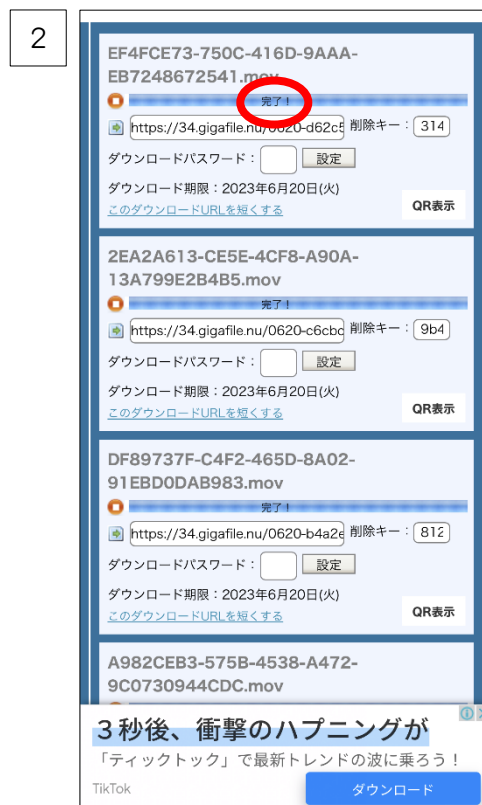 2
EF4FCE73-750C-416D-9AAA-
EB7248672541.mov
完了!
https://34.gigafile.nu/0620-d62c5 削除キー: 314
ダウンロードパスワード: 設定
ダウンロード期限:2023年6月20日(火)
このダウンロードURLを短くする QR表示
2EA2A613-CE5E-4CF8-A90A-
13A799E2B4B5.mov
完了!
https://34.gigafile.nu/0620-c6cbc 削除キー: 9b4
ダウンロードパスワード: 設定
ダウンロード期限:2023年6月20日(火)
このダウンロードURLを短くする QR表示
DF89737F-C4F2-465D-8A02-
91EBD0DAB983.mov
完了!
https://34.gigafile.nu/0620-b4a2e 削除キー: 812
ダウンロードパスワード: 設定
ダウンロード期限:2023年6月20日(火)
このダウンロードURLを短くする QR表示
A982CEB3-575B-4538-A472-
9C0730944CDC.mov
3秒後、衝撃のハプニングが
「ティックトック」で最新トレンドの波に乗ろう!
TikTok ダウンロード